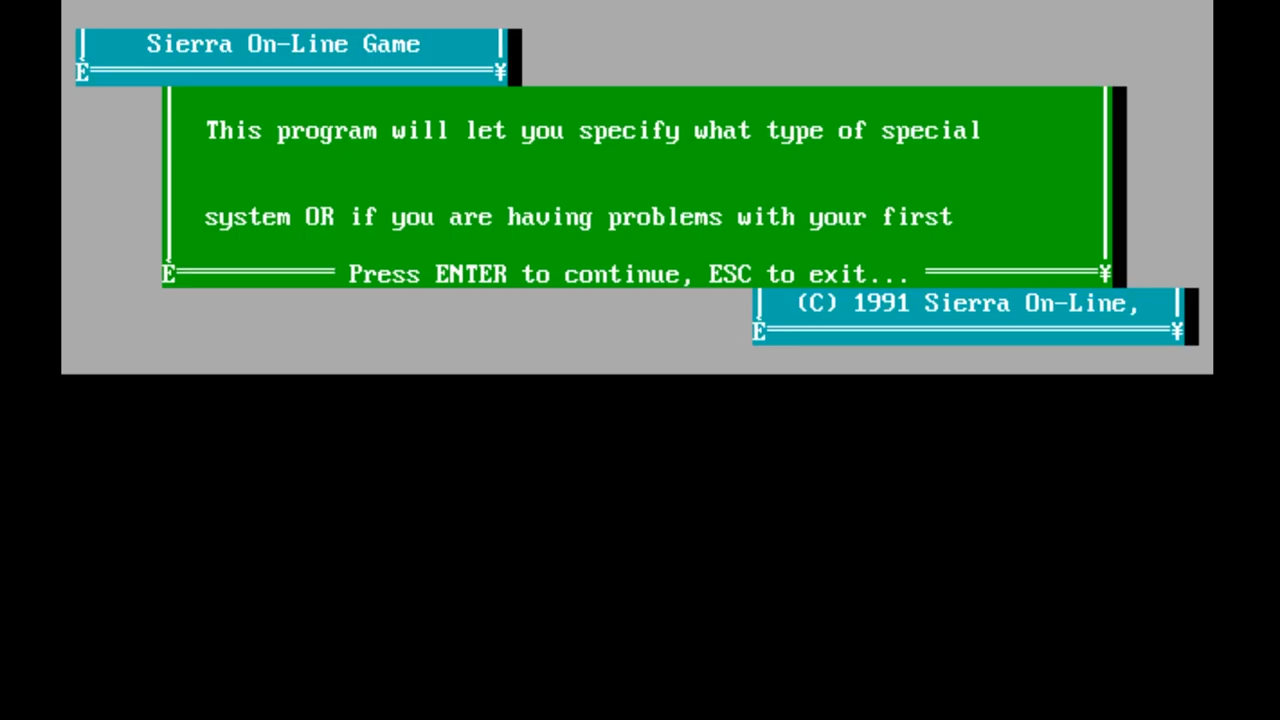 Sierra On-Line Game
This program will let you specify what type of special
system OR if you are having problems with your first
Press ENTER to continue, ESC to exit...
(C) 1991 Sierra On-Line,